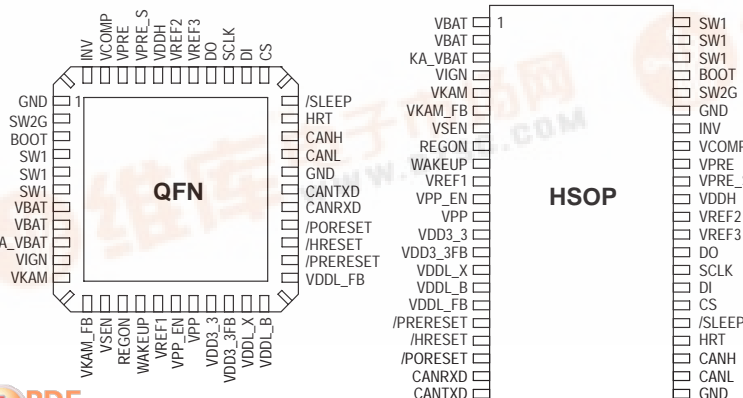 INV
VCOMP
VPRE
VPRE_S
VDDH
VREF2
VREF3
DO
SCLK
DI
CS
GND
SW2G
BOOT
SW1
SW1
SW1
VBAT
VBAT
A_VBAT
VIGN
VKAM
1
QFN
/SLEEP
HRT
CANH
CANL
GND
CANTXD
CANRXD
/PORESET
/HRESET
/PRERESET
VDDL_FB
VKAM_FB
VSEN
REGON
WAKEUP
VREF1
VPP_EN
VPP
VDD3_3
VDD3_3FB
VDDL_X
VDDL_B
VBAT
VBAT
KA_VBAT
VIGN
VKAM
VKAM_FB
VSEN
REGON
WAKEUP
VREF1
VPP_EN
VPP
VDD3_3
VDD3_3FB
VDDL_X
VDDL_B
VDDL_FB
/PRERESET
/HRESET
/PORESET
CANRXD
CANTXD
1
HSOP
SW1
SW1
SW1
BOOT
SW2G
GND
INV
VCOMP
VPRE
VPRE_
VDDH
VREF2
VREF3
DO
SCLK
DI
CS
/SLEEP
HRT
CANH
CANL
GND